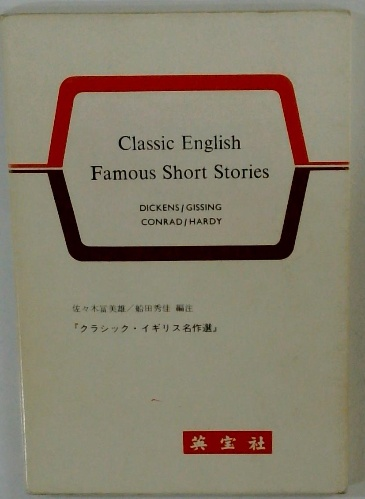 Classic English
Famous Short Stories
DICKENS/GISSING
CONRAD/HARDY
佐々木富美雄/船田秀佳 編注
『クラシック・イギリス名作選』
英宝社